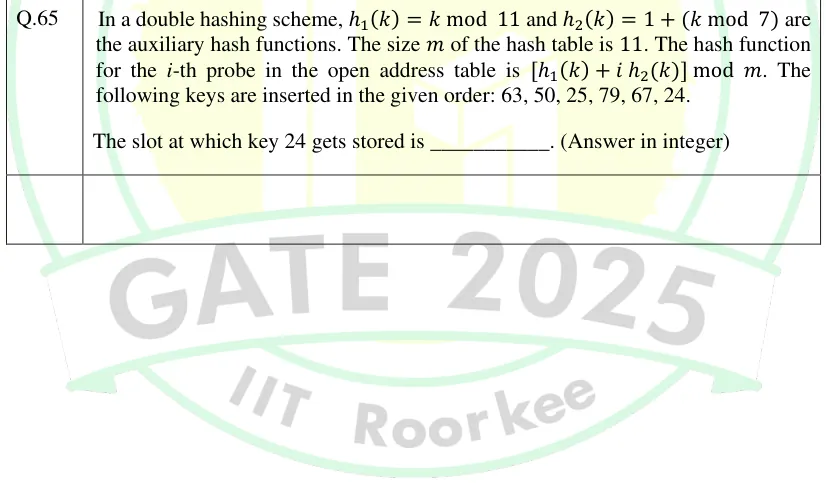 Q.65 In a double hashing scheme, ℎ₁(𝑘) = 𝑘 mod 11 and ℎ₂(𝑘) = 1 + (𝑘 mod 7) are
the auxiliary hash functions. The size 𝑚 of the hash table is 11. The hash function
for the i-th probe in the open address table is [ℎ₁(𝑘) + 𝑖 ℎ₂(𝑘)] mod 𝑚. The
following keys are inserted in the given order: 63, 50, 25, 79, 67, 24.
The slot at which key 24 gets stored is ___________. (Answer in integer)
GATE 2025
IIT Roorkee